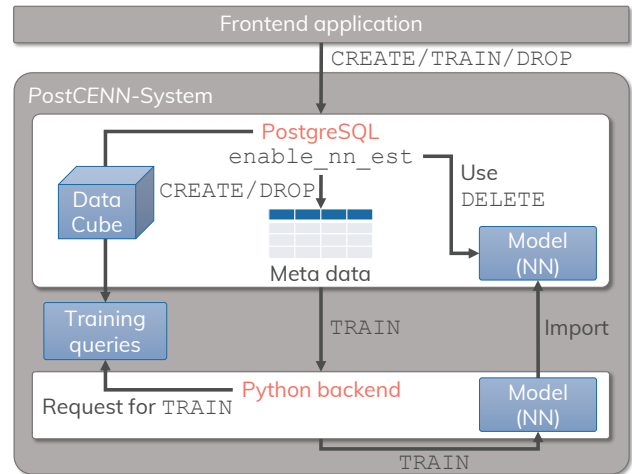 Frontend application
CREATE/TRAIN/DROP
PostCENN-System
PostgreSQL
enable_nn_est
CREATE/DROP
Use
DELETE
Data
Cube
Meta data
Model
(NN)
Training
queries
TRAIN
Import
Python backend
Request for TRAIN
Model
(NN)
TRAIN